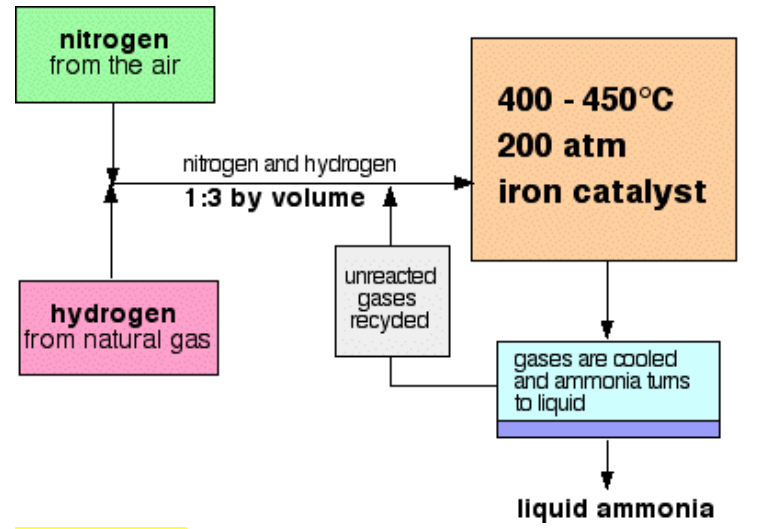 nitrogen
from the air
400 - 450°C
200 atm
iron catalyst
nitrogen and hydrogen
1:3 by volume
hydrogen
from natural gas
unreacted
gases
recyded
gases are cooled
and ammonia turns
to liquid
liquid ammonia